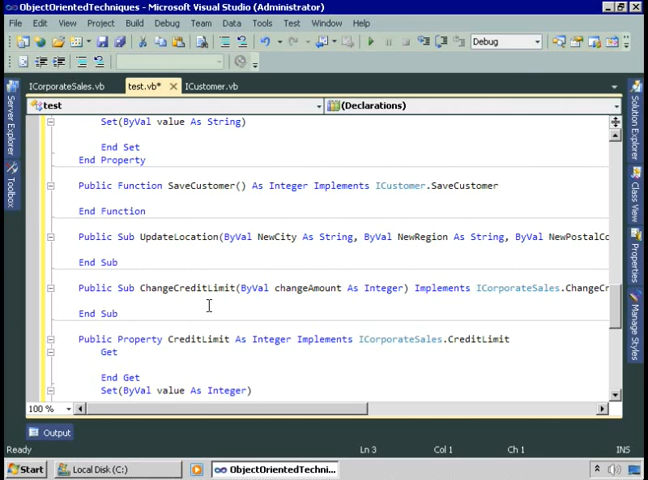 ObjectOrientedTechniques - Microsoft Visual Studio (Administrator)
File Edit View Project Build Debug Team Data Tools Test Window Help
Debug
ICorporateSales.vb test.vb* ICustomer.vb
test (Declarations)
Set(ByVal value As String)
End Set
End Property
Public Function SaveCustomer() As Integer Implements ICustomer.SaveCustomer
End Function
Public Sub UpdateLocation(ByVal NewCity As String, ByVal NewRegion As String, ByVal NewPostalCo
End Sub
Public Sub ChangeCreditLimit(ByVal changeAmount As Integer) Implements ICorporateSales.ChangeCr
End Sub
Public Property CreditLimit As Integer Implements ICorporateSales.CreditLimit
Get
End Get
Set(ByVal value As Integer)
100 %
Server Explorer
Toolbox
Solution Explorer
Class View
Properties
Manage Styles
Output
Ready Ln 3 Col 1 Ch 1 INS
Start Local Disk (C:) ObjectOrientedTechni...